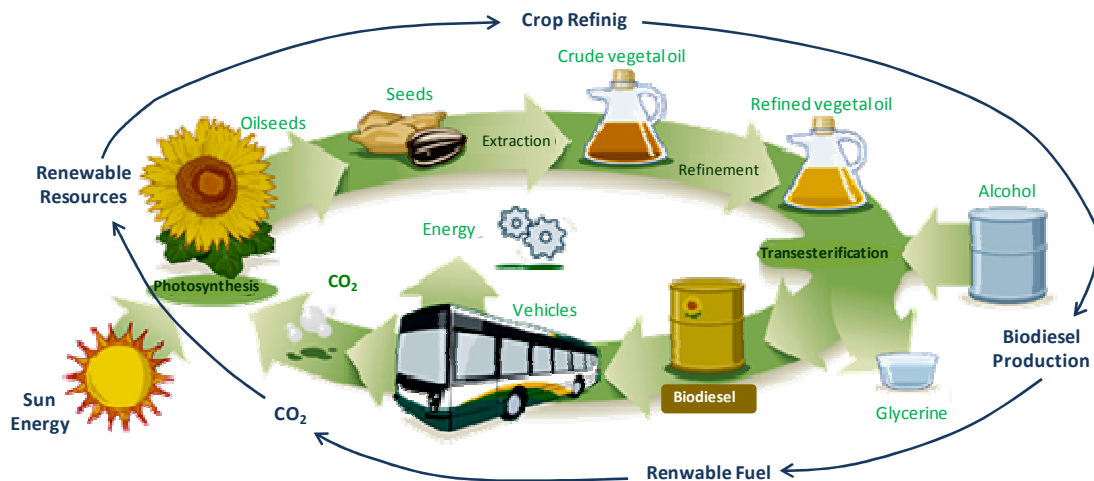 Crop Refinig
Crude vegetal oil
Seeds
Refined vegetal oil
Oilseeds
Extraction
Renewable
Resources
Refinement
Alcohol
Energy
Transesterification
Photosynthesis
CO₂
Vehicles
Biodiesel
Production
Sun
Energy
CO₂
Biodiesel
Glycerine
Renwable Fuel